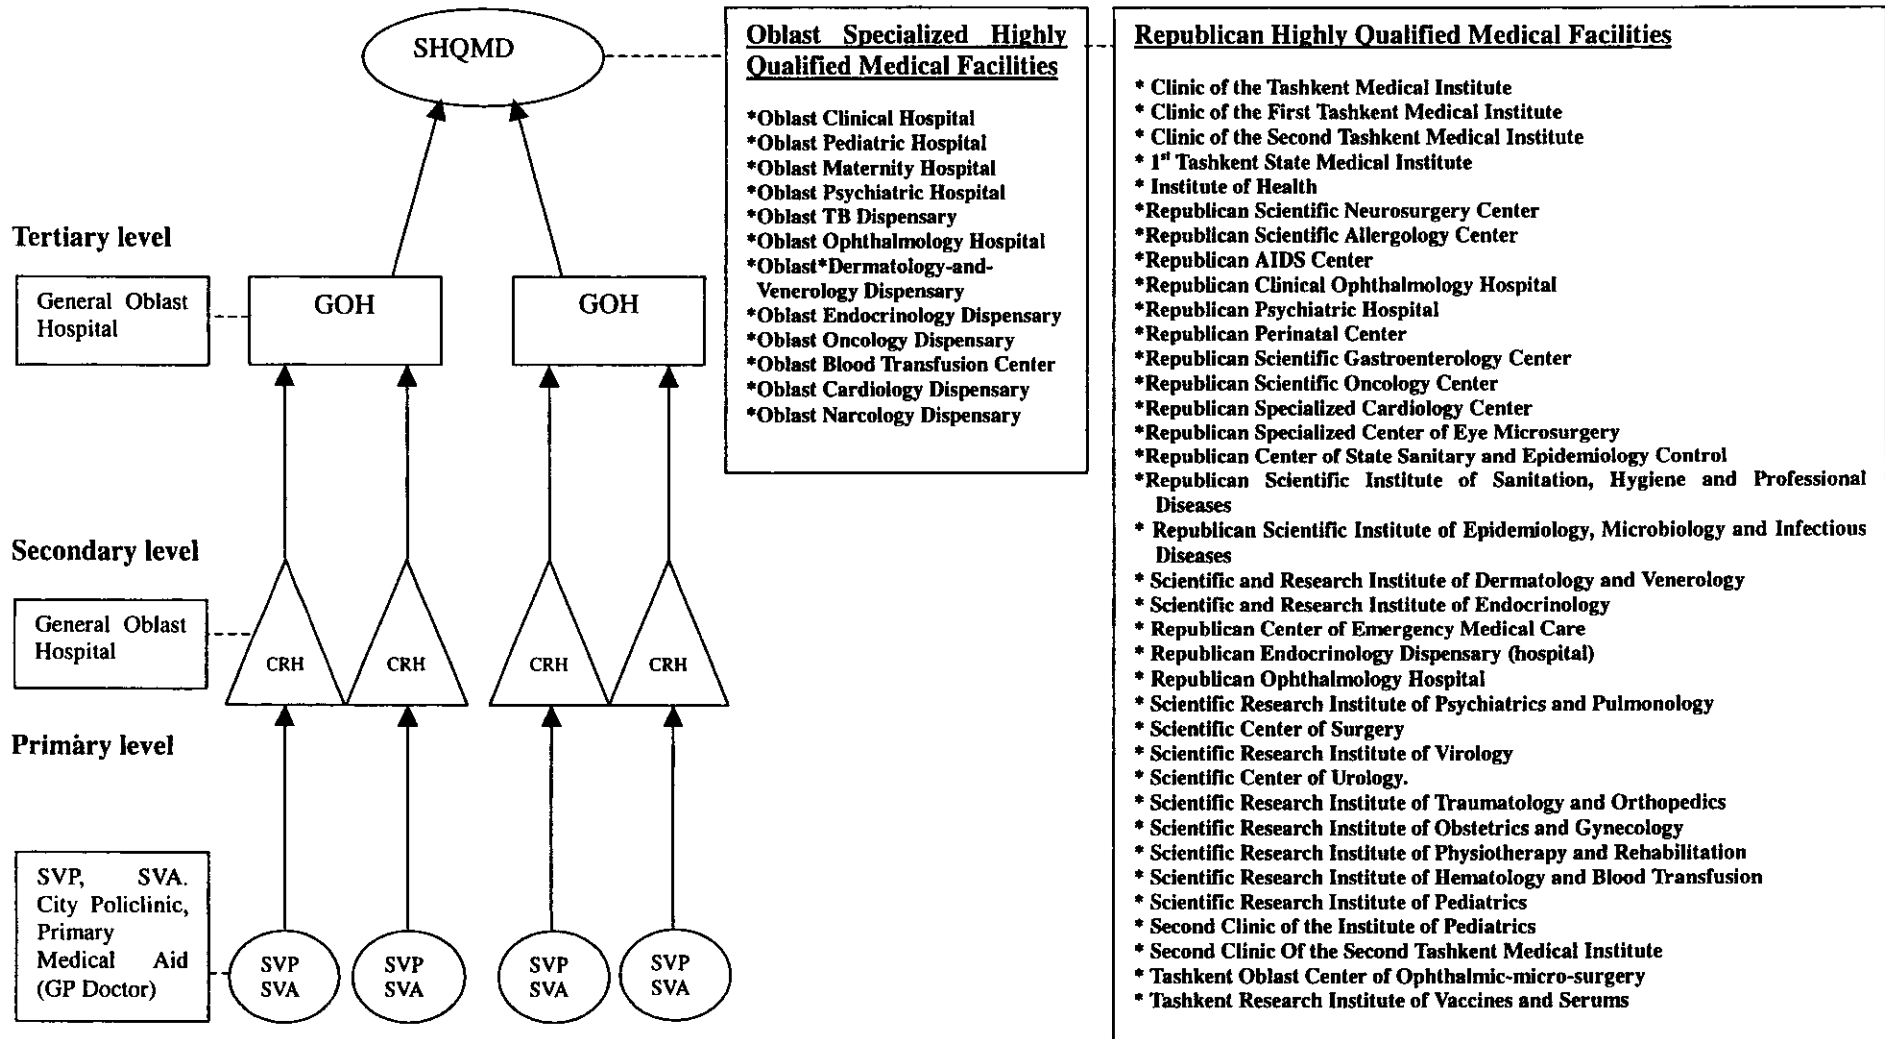 SHQMD
Tertiary level
General Oblast
Hospital
GOH
GOH
Secondary level
General Oblast
Hospital
CRH
CRH
CRH
CRH
Primary level
SVP, SVA.
City Policlinic,
Primary
Medical Aid
(GP Doctor)
SVP
SVA
SVP
SVA
SVP
SVA
SVP
SVA
Oblast Specialized Highly
Qualified Medical Facilities
*Oblast Clinical Hospital
*Oblast Pediatric Hospital
*Oblast Maternity Hospital
*Oblast Psychiatric Hospital
*Oblast TB Dispensary
*Oblast Ophthalmology Hospital
*Oblast*Dermatology-and-
Venerology Dispensary
*Oblast Endocrinology Dispensary
*Oblast Oncology Dispensary
*Oblast Blood Transfusion Center
*Oblast Cardiology Dispensary
*Oblast Narcology Dispensary
Republican Highly Qualified Medical Facilities
* Clinic of the Tashkent Medical Institute
* Clinic of the First Tashkent Medical Institute
* Clinic of the Second Tashkent Medical Institute
* 1st Tashkent State Medical Institute
* Institute of Health
*Republican Scientific Neurosurgery Center
*Republican Scientific Allergology Center
*Republican AIDS Center
*Republican Clinical Ophthalmology Hospital
*Republican Psychiatric Hospital
*Republican Perinatal Center
*Republican Scientific Gastroenterology Center
*Republican Scientific Oncology Center
*Republican Specialized Cardiology Center
*Republican Specialized Center of Eye Microsurgery
*Republican Center of State Sanitary and Epidemiology Control
*Republican Scientific Institute of Sanitation, Hygiene and Professional
Diseases
* Republican Scientific Institute of Epidemiology, Microbiology and Infectious
Diseases
* Scientific and Research Institute of Dermatology and Venerology
* Scientific and Research Institute of Endocrinology
* Republican Center of Emergency Medical Care
* Republican Endocrinology Dispensary (hospital)
* Republican Ophthalmology Hospital
* Scientific Research Institute of Psychiatrics and Pulmonology
* Scientific Center of Surgery
* Scientific Research Institute of Virology
* Scientific Center of Urology.
* Scientific Research Institute of Traumatology and Orthopedics
* Scientific Research Institute of Obstetrics and Gynecology
* Scientific Research Institute of Physiotherapy and Rehabilitation
* Scientific Research Institute of Hematology and Blood Transfusion
* Scientific Research Institute of Pediatrics
* Second Clinic of the Institute of Pediatrics
* Second Clinic Of the Second Tashkent Medical Institute
* Tashkent Oblast Center of Ophthalmic-micro-surgery
* Tashkent Research Institute of Vaccines and Serums